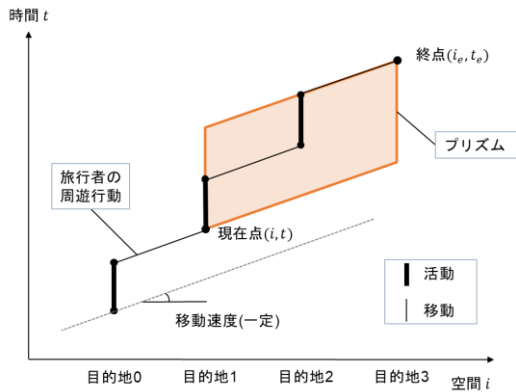 時間 t
終点(i_e, t_e)
プリズム
旅行者の
周遊行動
現在点(i, t)
活動
移動
移動速度(一定)
目的地0
目的地1
目的地2
目的地3
空間 i